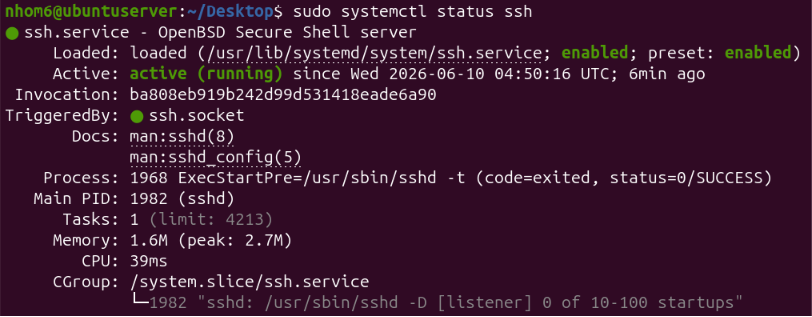 nhom6@ubuntuserver:~/Desktop$ sudo systemctl status ssh
● ssh.service - OpenBSD Secure Shell server
Loaded: loaded (/usr/lib/systemd/system/ssh.service; enabled; preset: enabled)
Active: active (running) since Wed 2026-06-10 04:50:16 UTC; 6min ago
Invocation: ba808eb919b242d99d531418eade6a90
TriggeredBy: ● ssh.socket
Docs: man:sshd(8)
man:sshd_config(5)
Process: 1968 ExecStartPre=/usr/sbin/sshd -t (code=exited, status=0/SUCCESS)
Main PID: 1982 (sshd)
Tasks: 1 (limit: 4213)
Memory: 1.6M (peak: 2.7M)
CPU: 39ms
CGroup: /system.slice/ssh.service
└─1982 "sshd: /usr/sbin/sshd -D [listener] 0 of 10-100 startups"